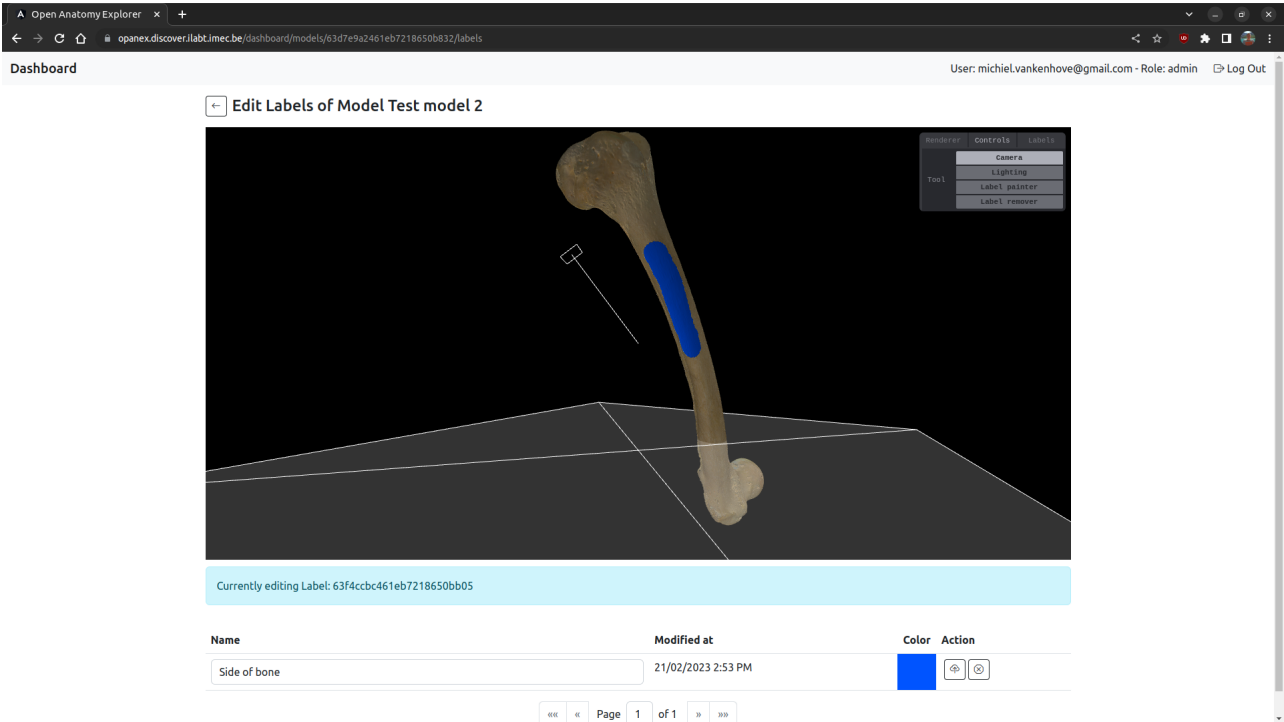 Open Anatomy Explorer
opanex.discover.ilabt.imec.be/dashboard/models/63d7e9a2461eb7218650b832/labels
Dashboard
User: michiel.vankenhove@gmail.com - Role: admin
Log Out
Edit Labels of Model Test model 2
Renderer Controls Labels
Tool
Camera
Lighting
Label painter
Label remover
Currently editing Label: 63f4ccbc461eb7218650bb05
Name Modified at Color Action
Side of bone 21/02/2023 2:53 PM
«« « Page 1 of 1 » »»